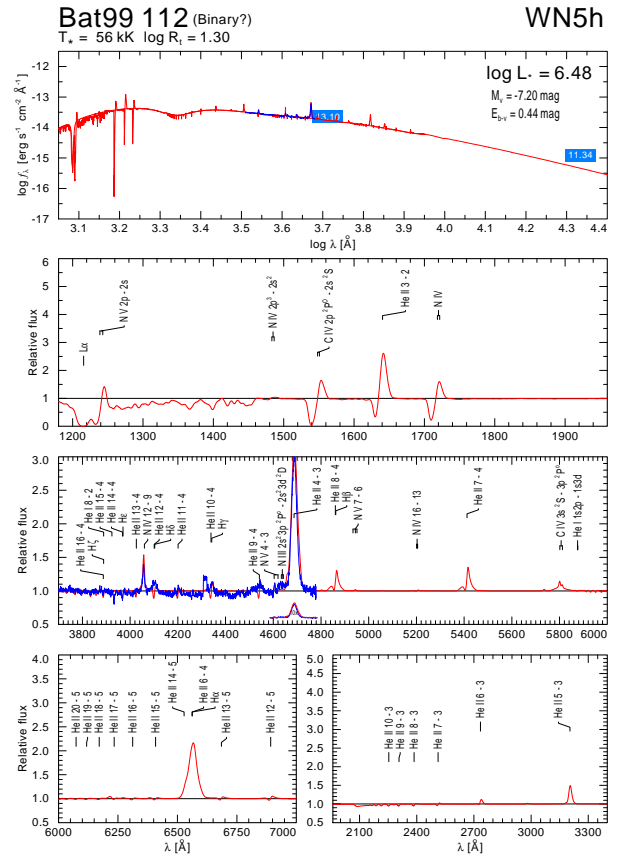 Bat99 112 (Binary?) WN5h
T* = 56 kK log Rt = 1.30
log L* = 6.48
Mv = -7.20 mag
Eb-v = 0.44 mag
13.10
11.34
log fλ [erg s-1 cm-2 Å-1]
-13
-14
-15
-16
-17
3.1 3.2 3.3 3.4 3.5 3.6 3.7 3.8 3.9 4.0 4.1 4.2 4.3 4.4
log λ [Å]
Relative flux
6
5
4
3
2
1
0
Lα
N V 2p - 2s
N IV 2p3 - 2s2
C IV 2p 2Po - 2s 2S
He II 3 - 2
N IV
1200 1300 1400 1500 1600 1700 1800 1900
Relative flux
3.0
2.5
2.0
1.5
1.0
0.5
He II 16 - 4
Hζ
He I 8 - 2
He II 15 - 4
He II 14 - 4
Hε
He II 13 - 4
N IV 12 - 9
He II 12 - 4
Hδ
He II 11 - 4
He II 10 - 4
Hγ
He II 9 - 4
N V 4 - 3
N III 2s2 3p 2Po - 2s2 3d 2D
He II 4 - 3
He II 8 - 4
Hβ
N V 7 - 6
N IV 16 - 13
He II 7 - 4
C IV 3s 2S - 3p 2Po
He I 1s2p - 1s3d
3800 4000 4200 4400 4600 4800 5000 5200 5400 5600 5800 6000
Relative flux
4.0
3.5
3.0
2.5
2.0
1.5
1.0
0.5
He II 20 - 5
He II 19 - 5
He II 18 - 5
He II 17 - 5
He II 16 - 5
He II 15 - 5
He II 14 - 5
He II 6 - 4
Hα
He II 13 - 5
He II 12 - 5
6000 6250 6500 6750 7000
λ [Å]
5.0
4.5
4.0
3.5
3.0
2.5
2.0
1.5
1.0
0.5
He II 10 - 3
He II 9 - 3
He II 8 - 3
He II 7 - 3
He II 6 - 3
He II 5 - 3
2100 2400 2700 3000 3300
λ [Å]